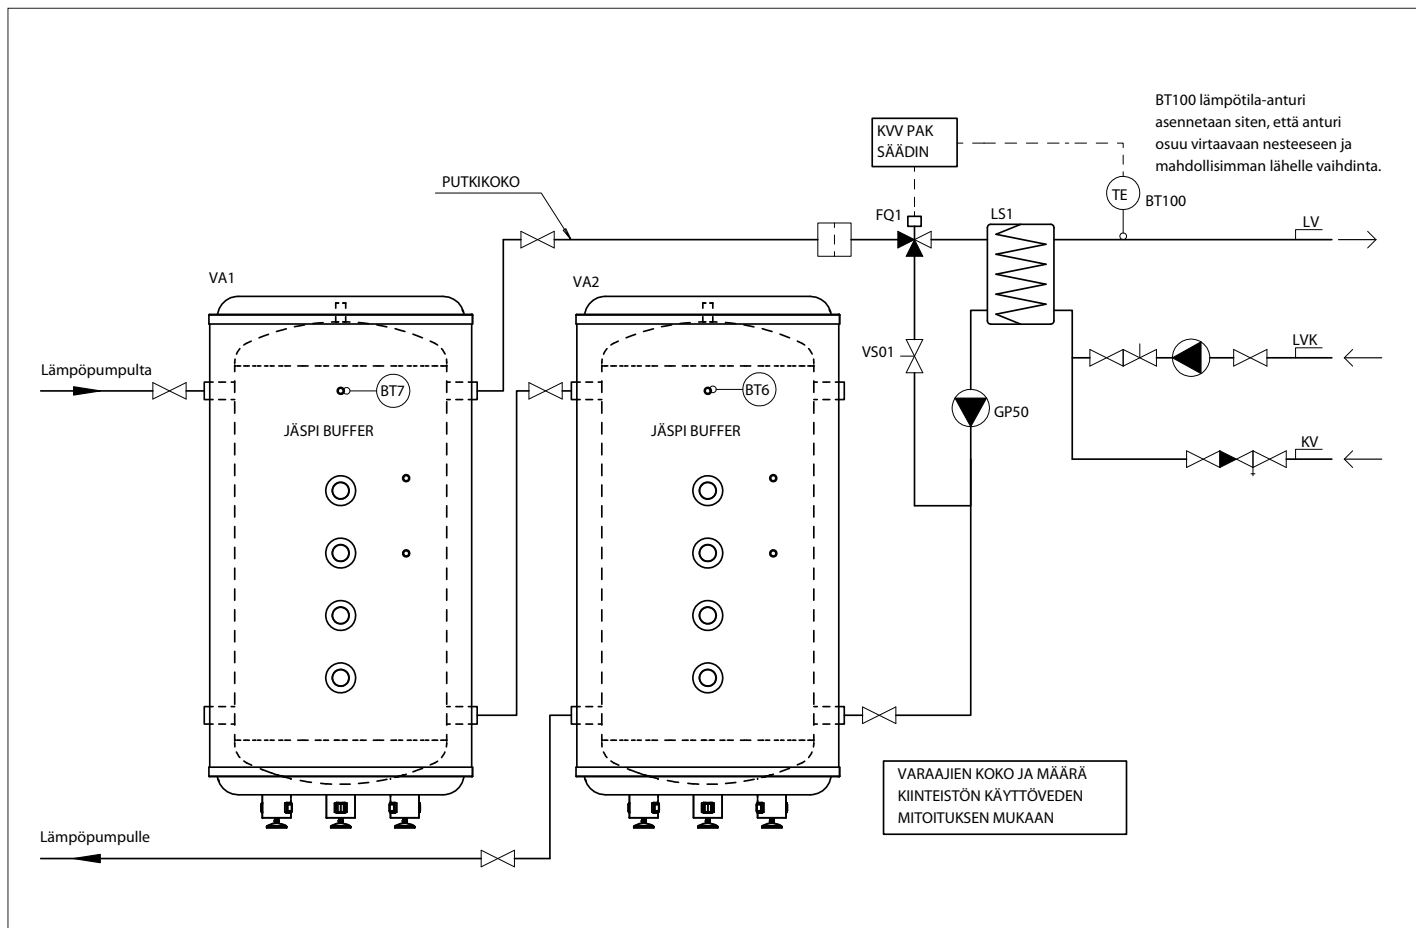 BT100 lämpötila-anturi
asennetaan siten, että anturi
osuu virtaavaan nesteeseen ja
mahdollisimman lähelle vaihdinta.
KVV PAK
SÄÄDIN
PUTKIKOKO
TE
BT100
FQ1
LS1
LV
VA1
VA2
VS01
LVK
Lämpöpumpulta
BT7
BT6
GP50
JÄSPI BUFFER
JÄSPI BUFFER
KV
VARAAJIEN KOKO JA MÄÄRÄ
KIINTEISTÖN KÄYTTÖVEDEN
MITOITUKSEN MUKAAN
Lämpöpumpulle